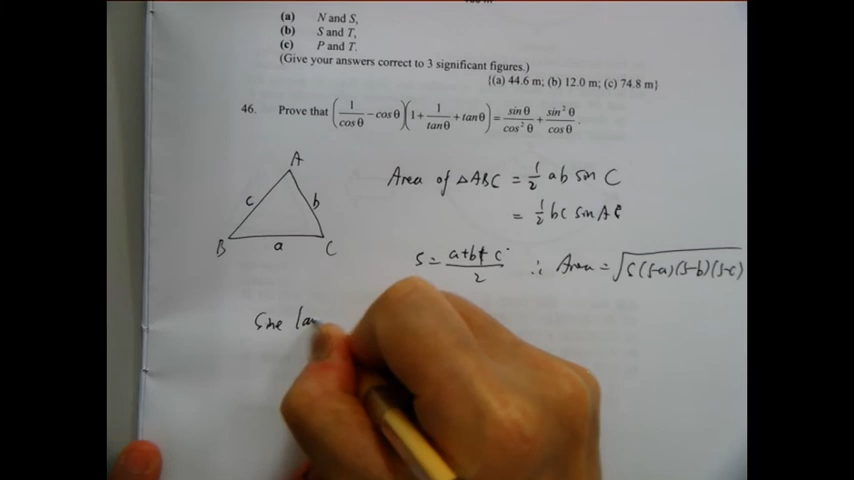 (a) N and S,
(b) S and T,
(c) P and T.
(Give your answers correct to 3 significant figures.)
{(a) 44.6 m; (b) 12.0 m; (c) 74.8 m}
46. Prove that (1/cosθ − cosθ)(1 + 1/tanθ + tanθ) = sinθ/cos²θ + sin²θ/cosθ.
A
c b
B a C
Area of △ABC = 1/2 ab sin C
= 1/2 bc sin A
s = a+b+c/2 ∴ Area = √s(s-a)(s-b)(s-c)
Sine law